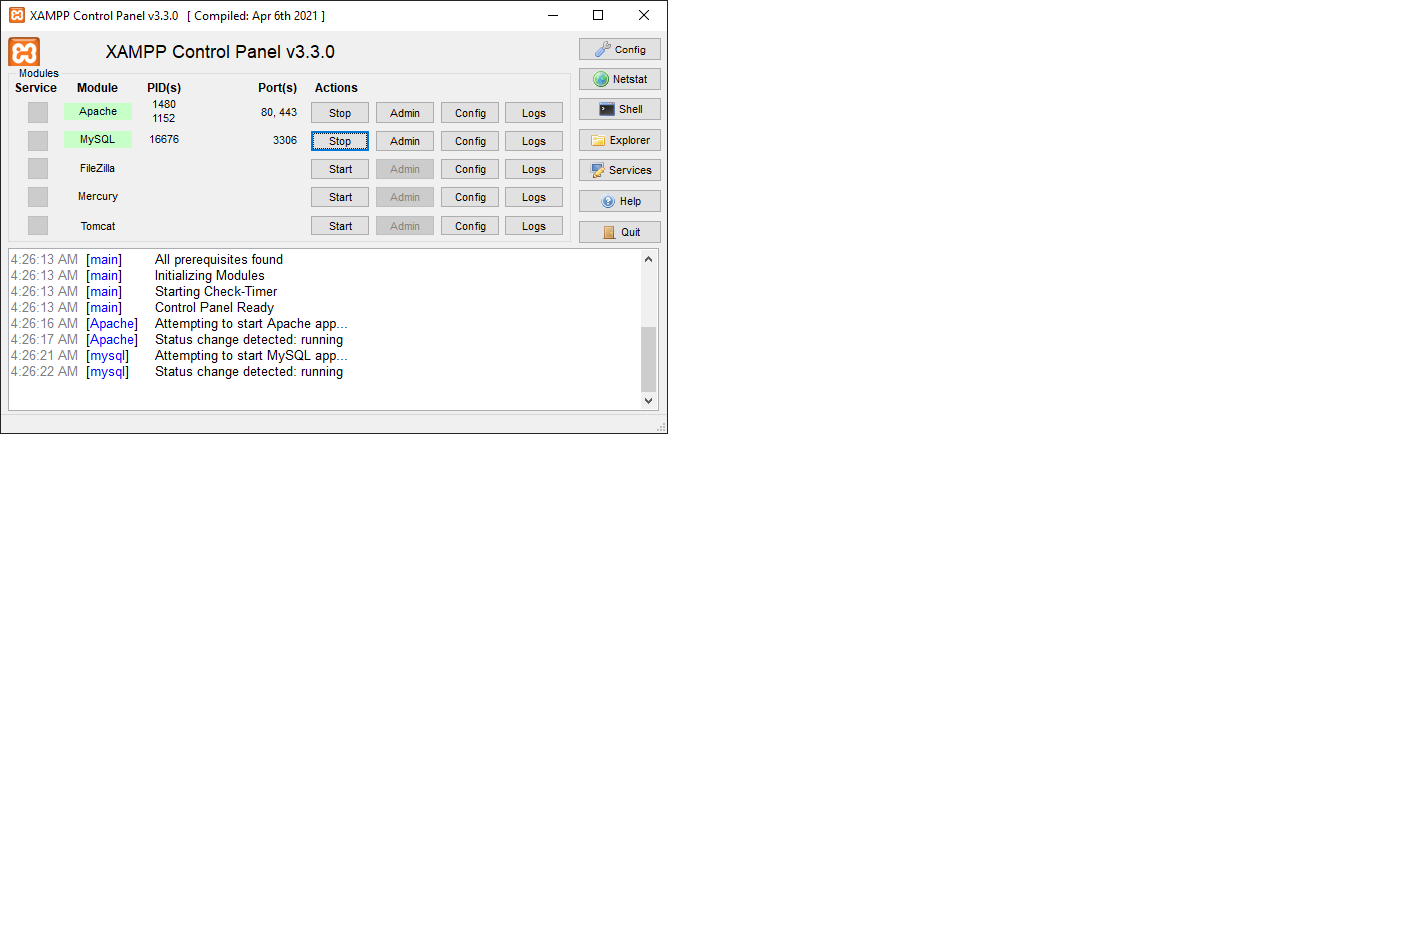 XAMPP Control Panel v3.3.0 [ Compiled: Apr 6th 2021 ]
XAMPP Control Panel v3.3.0
Config
Modules
Netstat
Service Module PID(s) Port(s) Actions
Apache 1480 1152 80, 443 Stop Admin Config Logs
Shell
MySQL 16676 3306 Stop Admin Config Logs
Explorer
FileZilla Start Admin Config Logs
Services
Mercury Start Admin Config Logs
Help
Tomcat Start Admin Config Logs
Quit
4:26:13 AM [main] All prerequisites found
4:26:13 AM [main] Initializing Modules
4:26:13 AM [main] Starting Check-Timer
4:26:13 AM [main] Control Panel Ready
4:26:16 AM [Apache] Attempting to start Apache app...
4:26:17 AM [Apache] Status change detected: running
4:26:21 AM [mysql] Attempting to start MySQL app...
4:26:22 AM [mysql] Status change detected: running